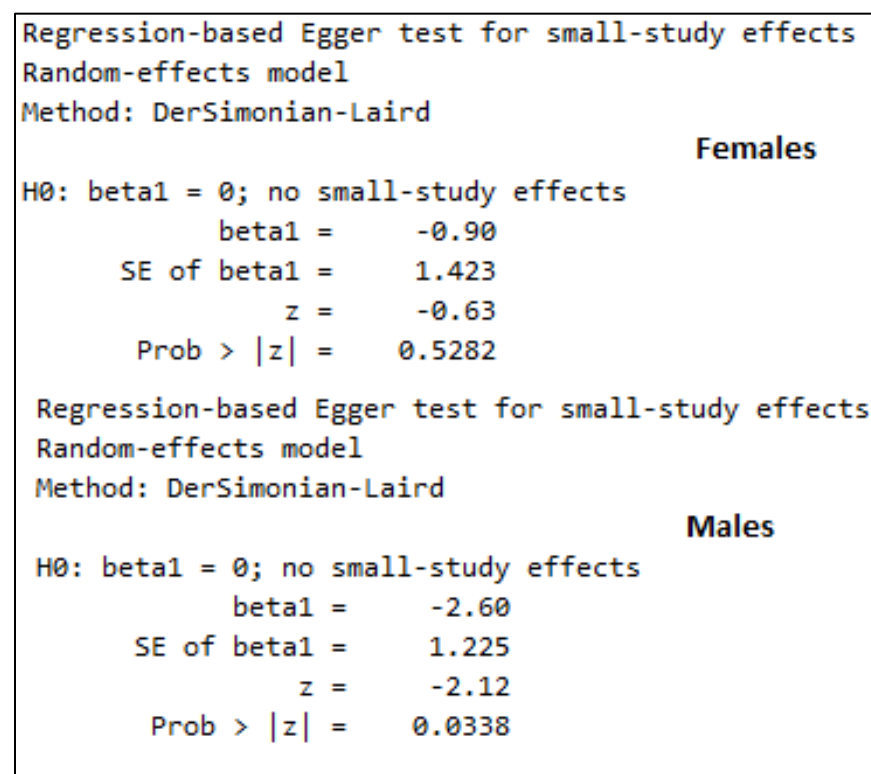 Regression-based Egger test for small-study effects
Random-effects model
Method: DerSimonian-Laird
Females
H0: beta1 = 0; no small-study effects
beta1 = -0.90
SE of beta1 = 1.423
z = -0.63
Prob > |z| = 0.5282
Regression-based Egger test for small-study effects
Random-effects model
Method: DerSimonian-Laird
Males
H0: beta1 = 0; no small-study effects
beta1 = -2.60
SE of beta1 = 1.225
z = -2.12
Prob > |z| = 0.0338